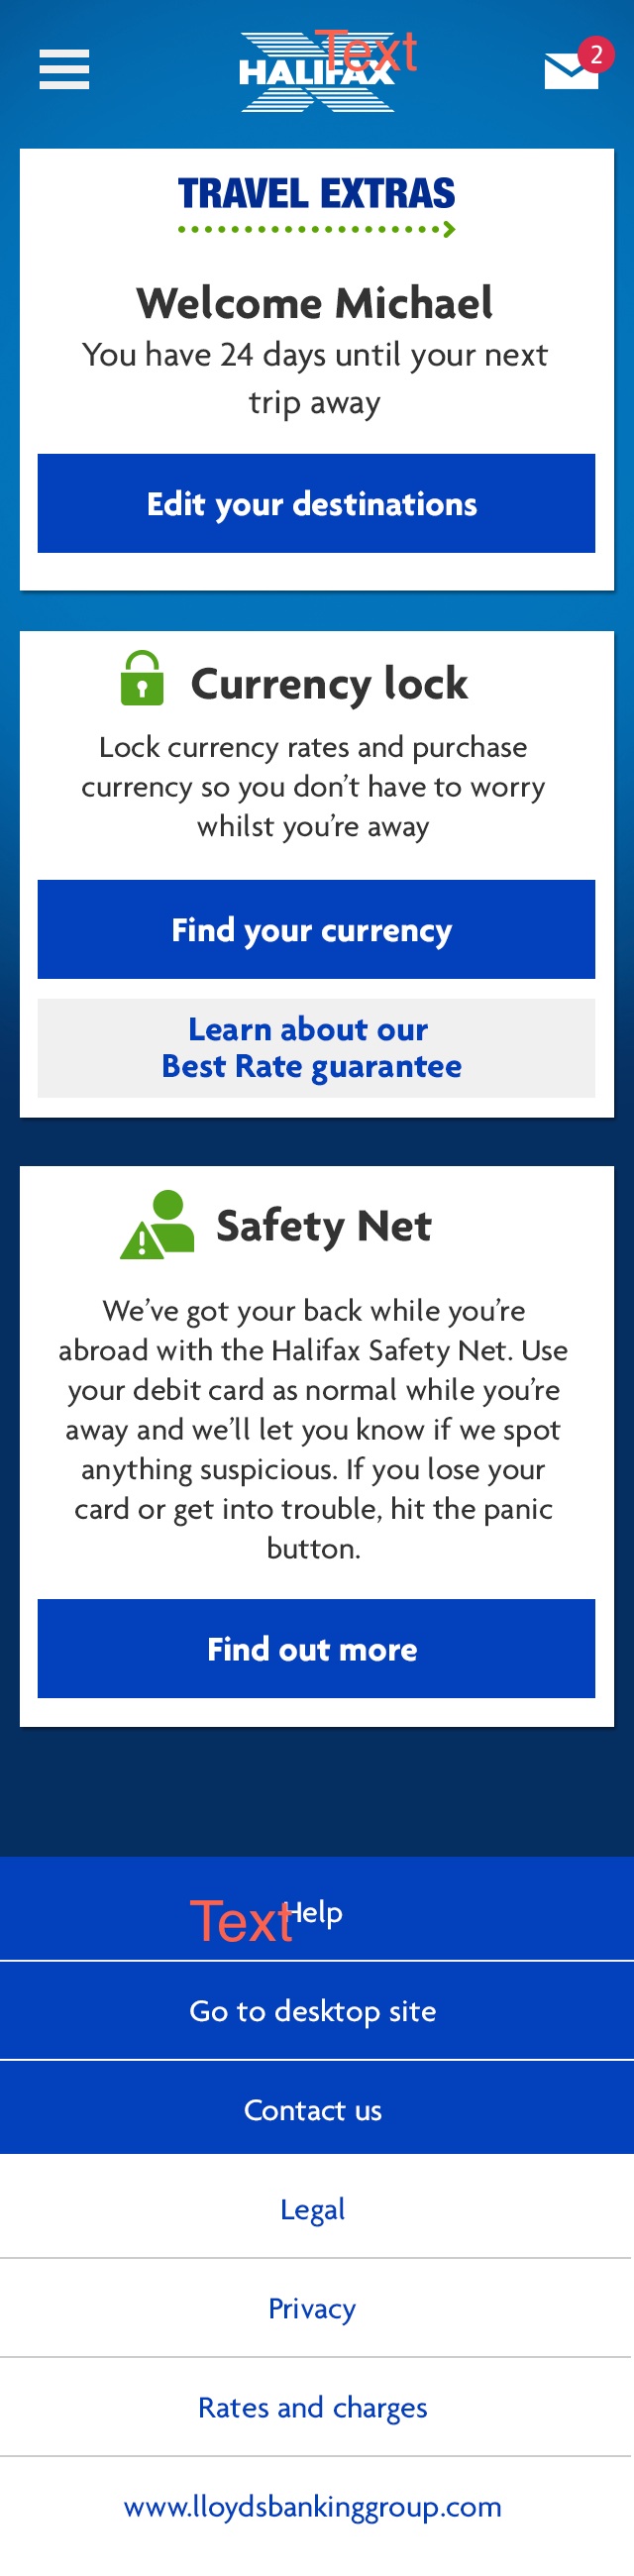 Text
HALIFAX
2
TRAVEL EXTRAS
Welcome Michael
You have 24 days until your next
trip away
Edit your destinations
Currency lock
Lock currency rates and purchase
currency so you don’t have to worry
whilst you’re away
Find your currency
Learn about our
Best Rate guarantee
Safety Net
We’ve got your back while you’re
abroad with the Halifax Safety Net. Use
your debit card as normal while you’re
away and we’ll let you know if we spot
anything suspicious. If you lose your
card or get into trouble, hit the panic
button.
Find out more
Text
Help
Go to desktop site
Contact us
Legal
Privacy
Rates and charges
www.lloydsbankinggroup.com